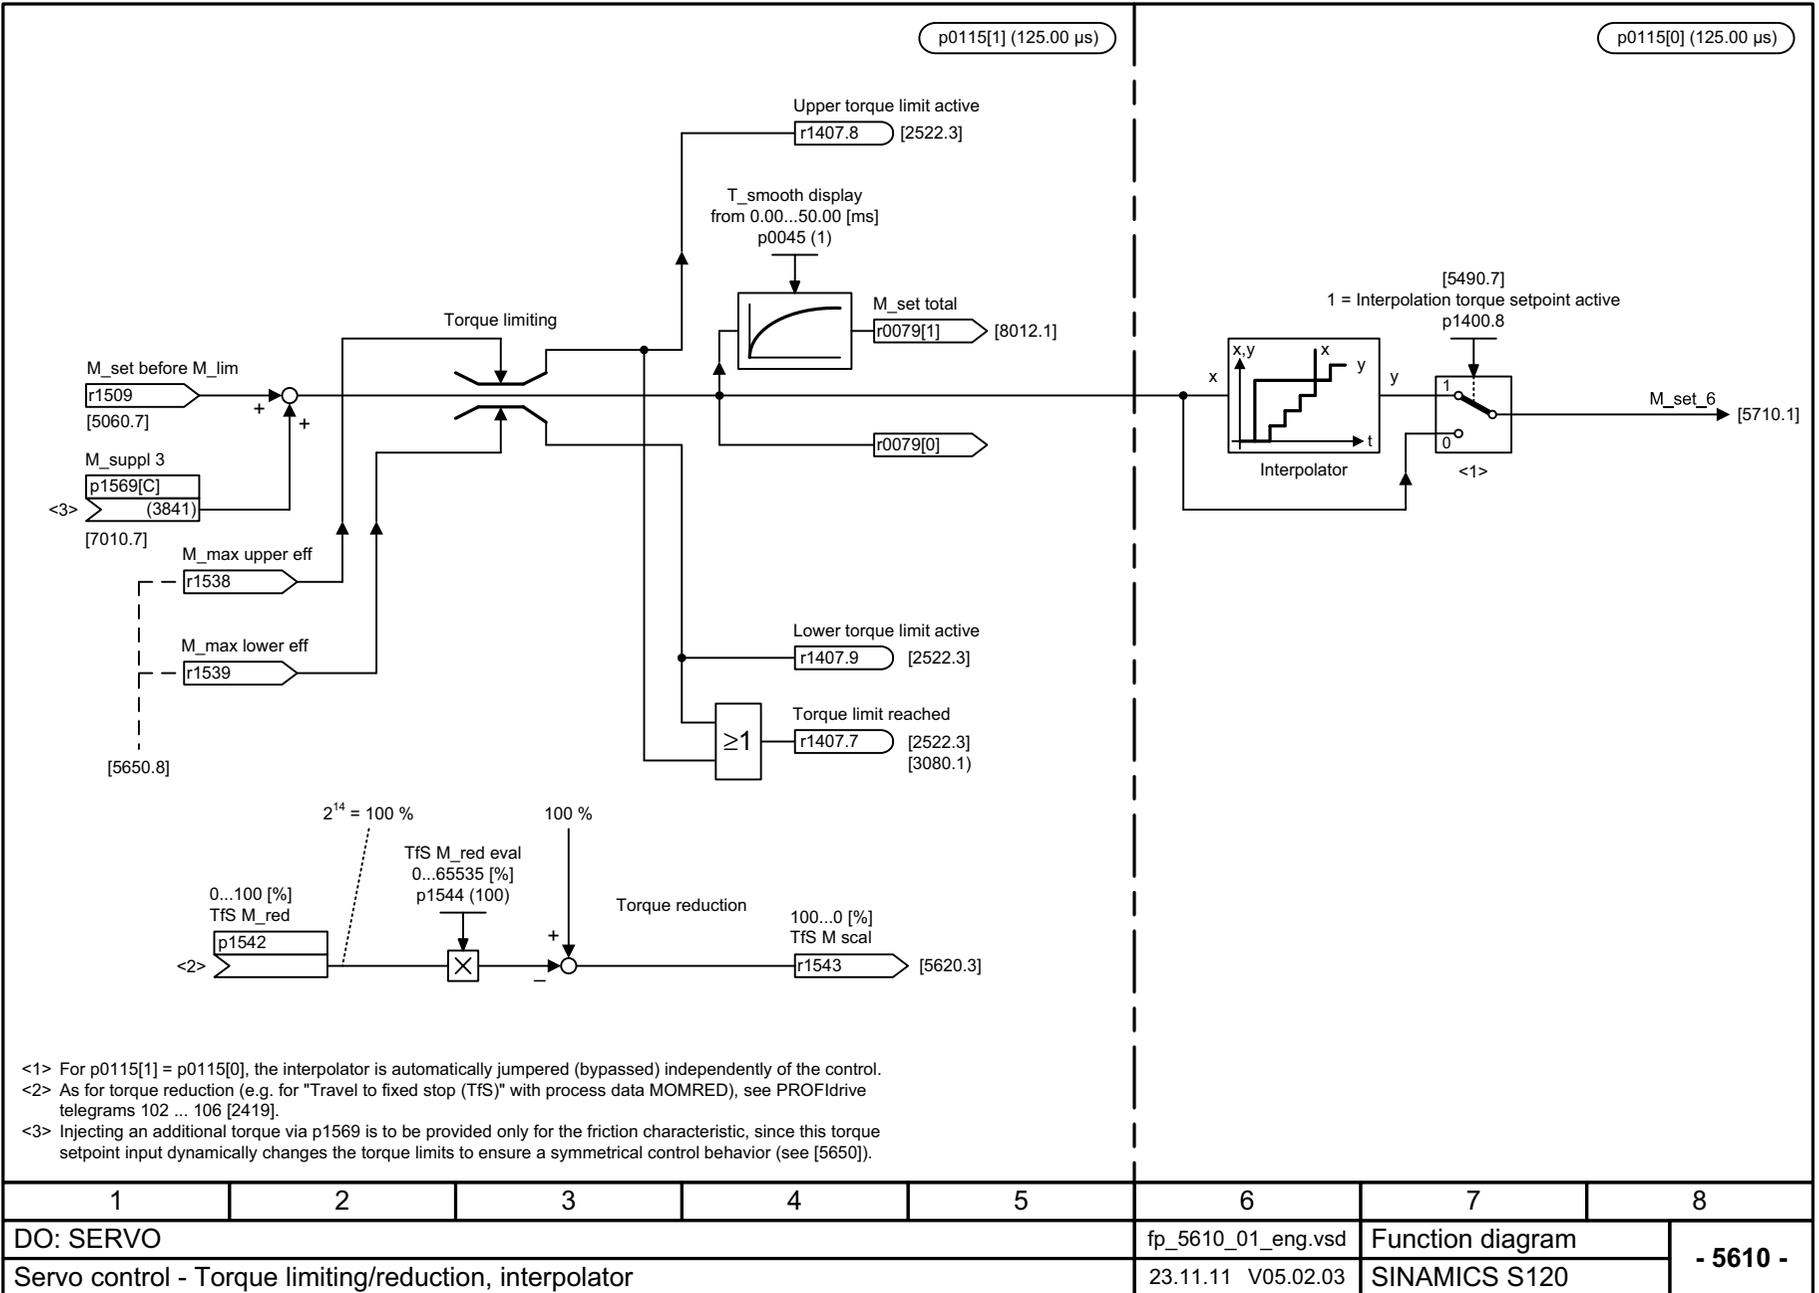 p0115[1] (125.00 µs)
p0115[0] (125.00 µs)
Upper torque limit active
r1407.8
[2522.3]
T_smooth display
from 0.00...50.00 [ms]
p0045 (1)
M_set total
r0079[1]
[8012.1]
Torque limiting
M_set before M_lim
r1509
+
+
[5060.7]
M_suppl 3
p1569[C]
<3>
(3841)
[7010.7]
r0079[0]
[5490.7]
1 = Interpolation torque setpoint active
p1400.8
x
x,y
x
y
t
y
Interpolator
1
0
<1>
M_set_6
[5710.1]
M_max upper eff
r1538
M_max lower eff
r1539
[5650.8]
Lower torque limit active
r1407.9
[2522.3]
Torque limit reached
≥1
r1407.7
[2522.3]
[3080.1)
2^14 = 100 %
100 %
TfS M_red eval
0...65535 [%]
p1544 (100)
0...100 [%]
TfS M_red
p1542
<2>
+
–
Torque reduction
100...0 [%]
TfS M scal
r1543
[5620.3]
<1> For p0115[1] = p0115[0], the interpolator is automatically jumpered (bypassed) independently of the control.
<2> As for torque reduction (e.g. for "Travel to fixed stop (TfS)" with process data MOMRED), see PROFIdrive
telegrams 102 ... 106 [2419].
<3> Injecting an additional torque via p1569 is to be provided only for the friction characteristic, since this torque
setpoint input dynamically changes the torque limits to ensure a symmetrical control behavior (see [5650]).
1 2 3 4 5 6 7 8
DO: SERVO
fp_5610_01_eng.vsd
Function diagram
- 5610 -
Servo control - Torque limiting/reduction, interpolator
23.11.11 V05.02.03
SINAMICS S120